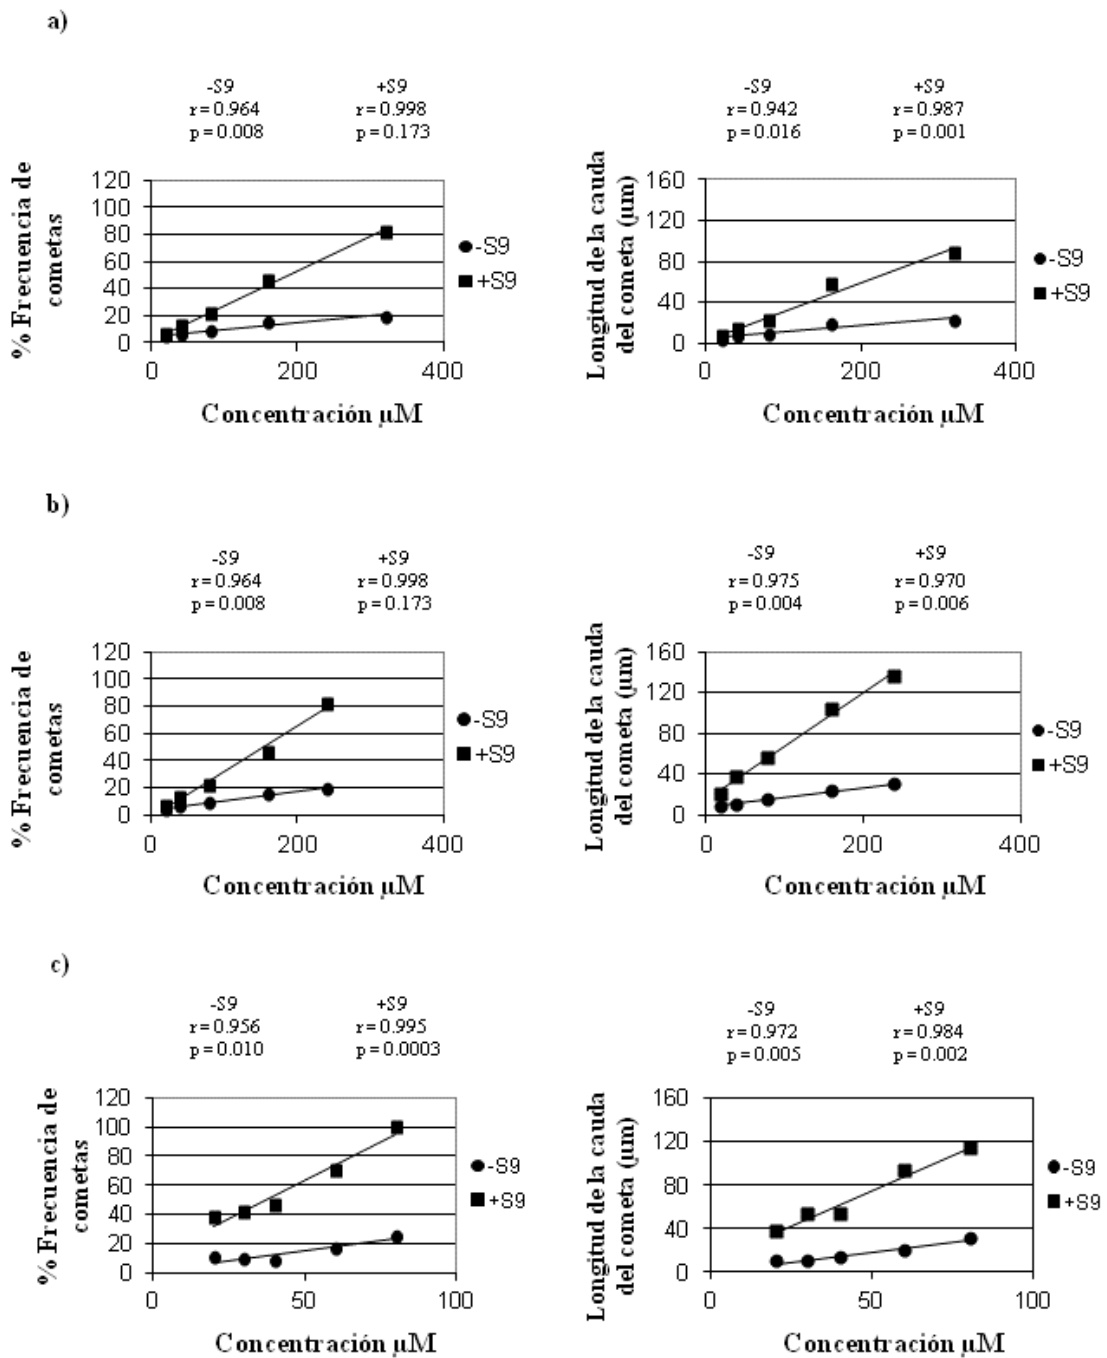 a)
-S9 +S9
r = 0.964 r = 0.998
p = 0.008 p = 0.173
% Frecuencia de
cometas
120
100
80
60
40
20
0
0 200 400
Concentración µM
-S9
+S9
-S9 +S9
r = 0.942 r = 0.987
p = 0.016 p = 0.001
Longitud de la cauda
del cometa (µm)
160
120
80
40
0
0 200 400
Concentración µM
-S9
+S9
b)
-S9 +S9
r = 0.964 r = 0.998
p = 0.008 p = 0.173
% Frecuencia de
cometas
120
100
80
60
40
20
0
0 200 400
Concentración µM
-S9
+S9
-S9 +S9
r = 0.975 r = 0.970
p = 0.004 p = 0.006
Longitud de la cauda
del cometa (µm)
160
120
80
40
0
0 200 400
Concentración µM
-S9
+S9
c)
-S9 +S9
r = 0.956 r = 0.995
p = 0.010 p = 0.0003
% Frecuencia de
cometas
120
100
80
60
40
20
0
0 50 100
Concentración µM
-S9
+S9
-S9 +S9
r = 0.972 r = 0.984
p = 0.005 p = 0.002
Longitud de la cauda
del cometa (µm)
160
120
80
40
0
0 50 100
Concentración µM
-S9
+S9